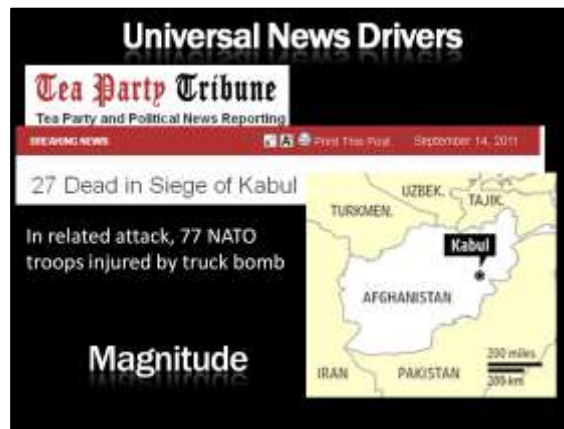 Universal News Drivers
Tea Party Tribune
Tea Party and Political News Reporting
BREAKING NEWS Print This Post September 14, 2011
27 Dead in Siege of Kabul
In related attack, 77 NATO
troops injured by truck bomb
Magnitude
UZBEK.
TAJIK.
TURKMEN.
Kabul
AFGHANISTAN
IRAN
PAKISTAN
200 miles
200 km